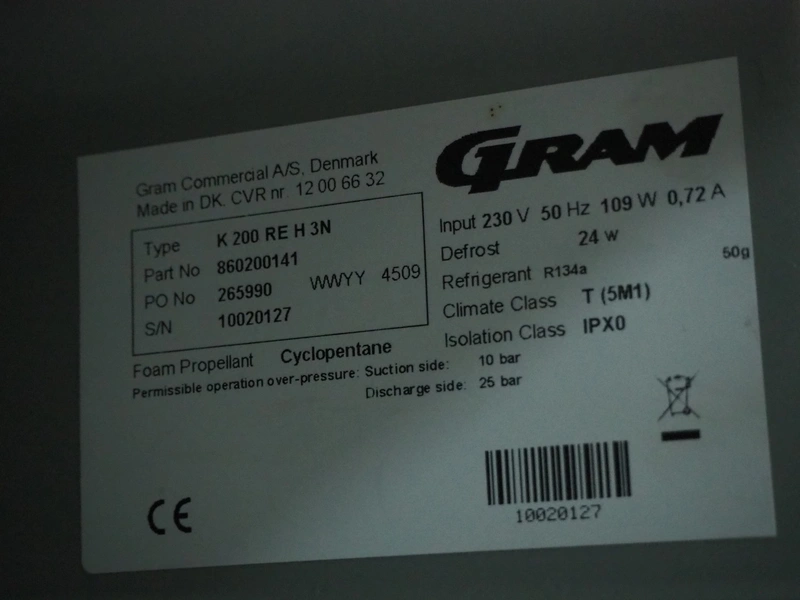 GRAM
Gram Commercial A/S, Denmark
Made in DK. CVR nr 12 00 66 32
Type K 200 RE H 3N
Part No 860200141
PO No 265990 WWYY 4509
S/N 10020127
Input 230 V 50 Hz 109 W 0,72 A
Defrost 24 W
Refrigerant R134a 50g
Climate Class T (5M1)
Isolation Class IPX0
Foam Propellant Cyclopentane
Permissible operation over-pressure: Suction side: 10 bar
Discharge side: 25 bar
CE
10020127